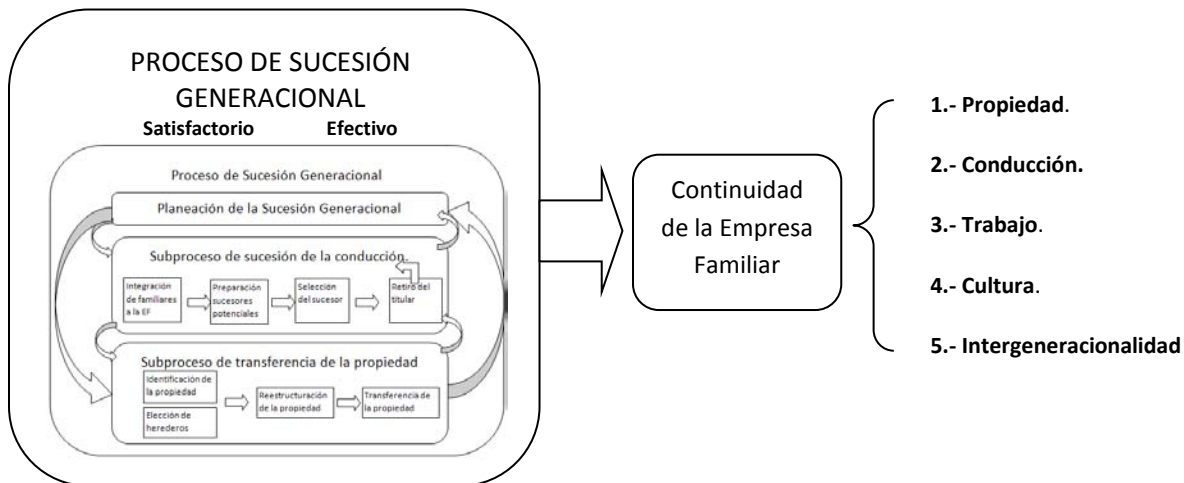 PROCESO DE SUCESIÓN
GENERACIONAL
Satisfactorio Efectivo
Proceso de Sucesión Generacional
Planeación de la Sucesión Generacional
Subproceso de sucesión de la conducción.
Integración
de familiares
a la EF
Preparación
sucesores
potenciales
Selección
del sucesor
Retiro del
titular
Subproceso de transferencia de la propiedad
Identificación de
la propiedad
Elección de
herederos
Reestructuración
de la propiedad
Transferencia de
la propiedad
Continuidad
de la Empresa
Familiar
1.- Propiedad.
2.- Conducción.
3.- Trabajo.
4.- Cultura.
5.- Intergeneracionalidad